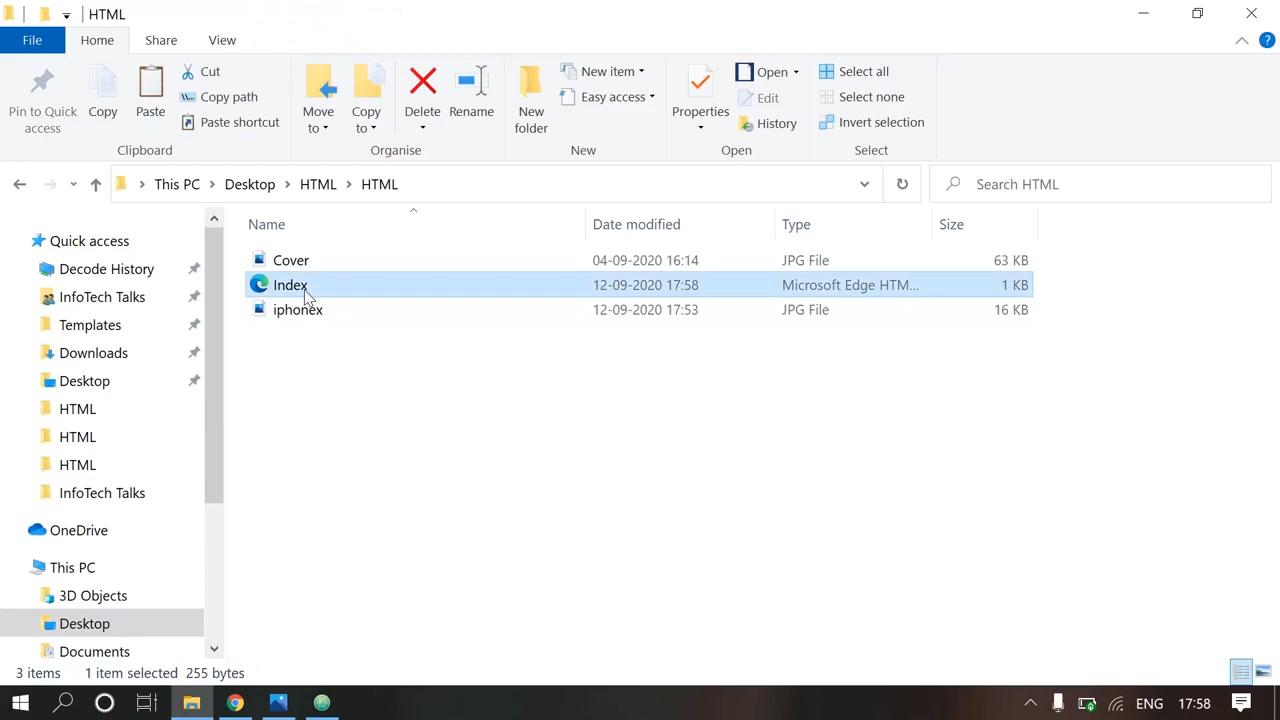 HTML
File
Home
Share
View
Pin to Quick access
Copy
Paste
Cut
Copy path
Paste shortcut
Clipboard
Move to
Copy to
Delete
Rename
Organise
New folder
New item
Easy access
New
Properties
Open
Edit
History
Open
Select all
Select none
Invert selection
Select
This PC > Desktop > HTML > HTML
Search HTML
Name Date modified Type Size
Cover 04-09-2020 16:14 JPG File 63 KB
Index 12-09-2020 17:58 Microsoft Edge HTM... 1 KB
iphonex 12-09-2020 17:53 JPG File 16 KB
Quick access
Decode History
InfoTech Talks
Templates
Downloads
Desktop
HTML
HTML
HTML
InfoTech Talks
OneDrive
This PC
3D Objects
Desktop
Documents
3 items 1 item selected 255 bytes
ENG 17:58